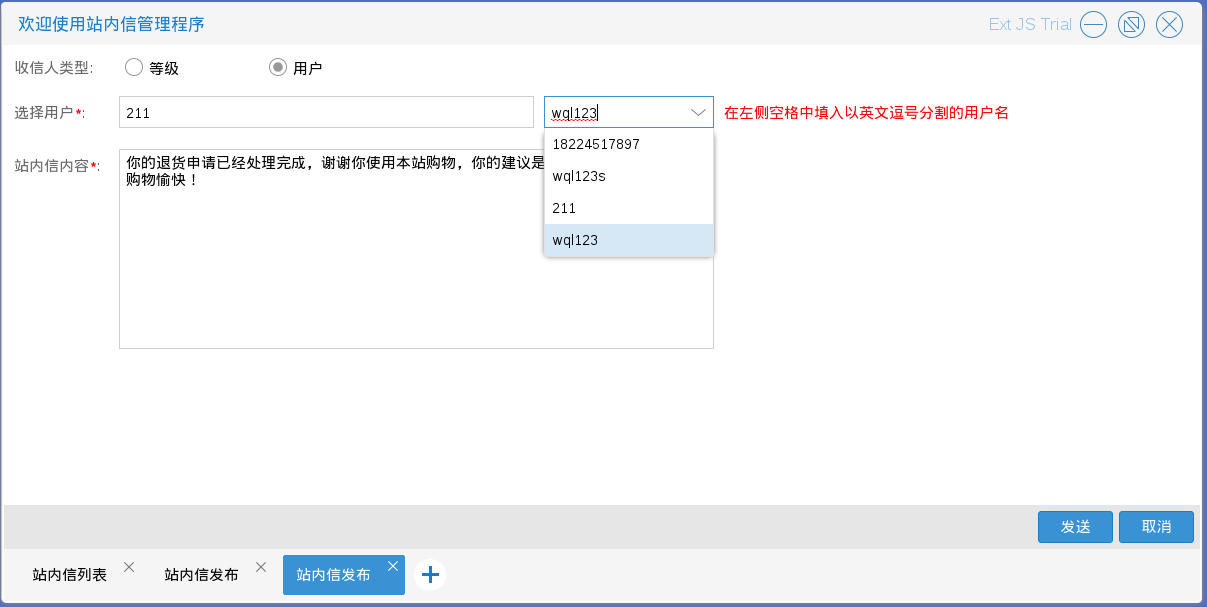 欢迎使用站内信管理程序
Ext JS Trial
收信人类型:
等级
用户
选择用户*:
211
wql123
在左侧空格中填入以英文逗号分割的用户名
18224517897
wql123s
211
wql123
站内信内容*:
你的退货申请已经处理完成，谢谢你使用本站购物，你的建议是
购物愉快！
发送
取消
站内信列表
站内信发布
站内信发布